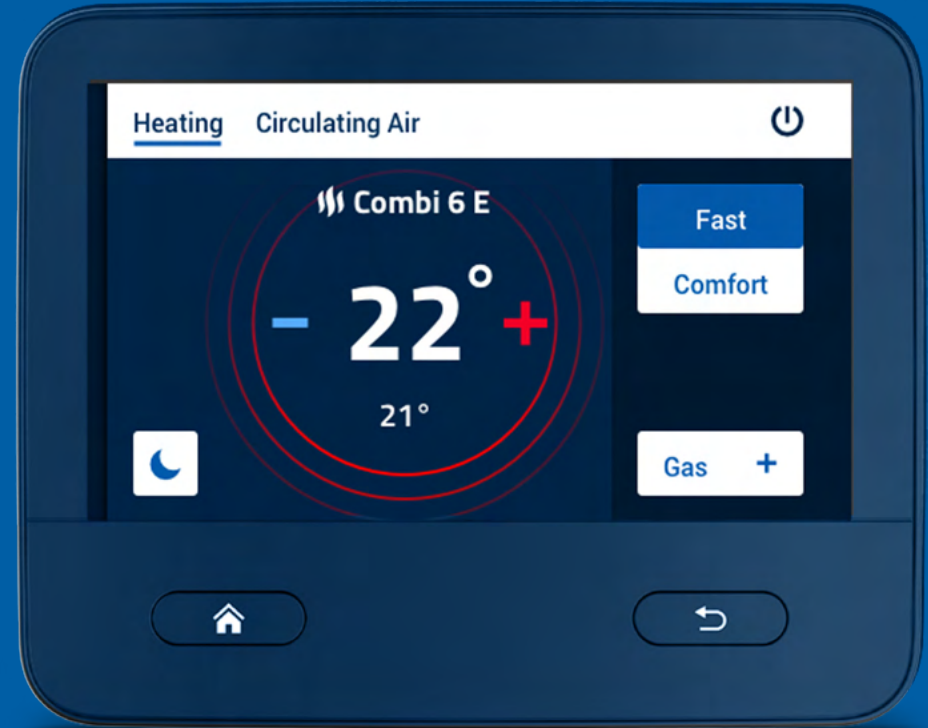 Heating Circulating Air
Combi 6 E
Fast
22°
Comfort
21°
Gas +